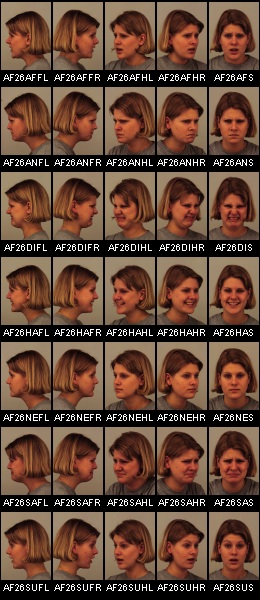 AF26AFFL AF26AFFR AF26AFHL AF26AFHR AF26AFS
AF26ANFL AF26ANFR AF26ANHL AF26ANHR AF26ANS
AF26DIFL AF26DIFR AF26DIHL AF26DIHR AF26DIS
AF26HAFL AF26HAFR AF26HAHL AF26HAHR AF26HAS
AF26NEFL AF26NEFR AF26NEHL AF26NEHR AF26NES
AF26SAFL AF26SAFR AF26SAHL AF26SAHR AF26SAS
AF26SUFL AF26SUFR AF26SUHL AF26SUHR AF26SUS